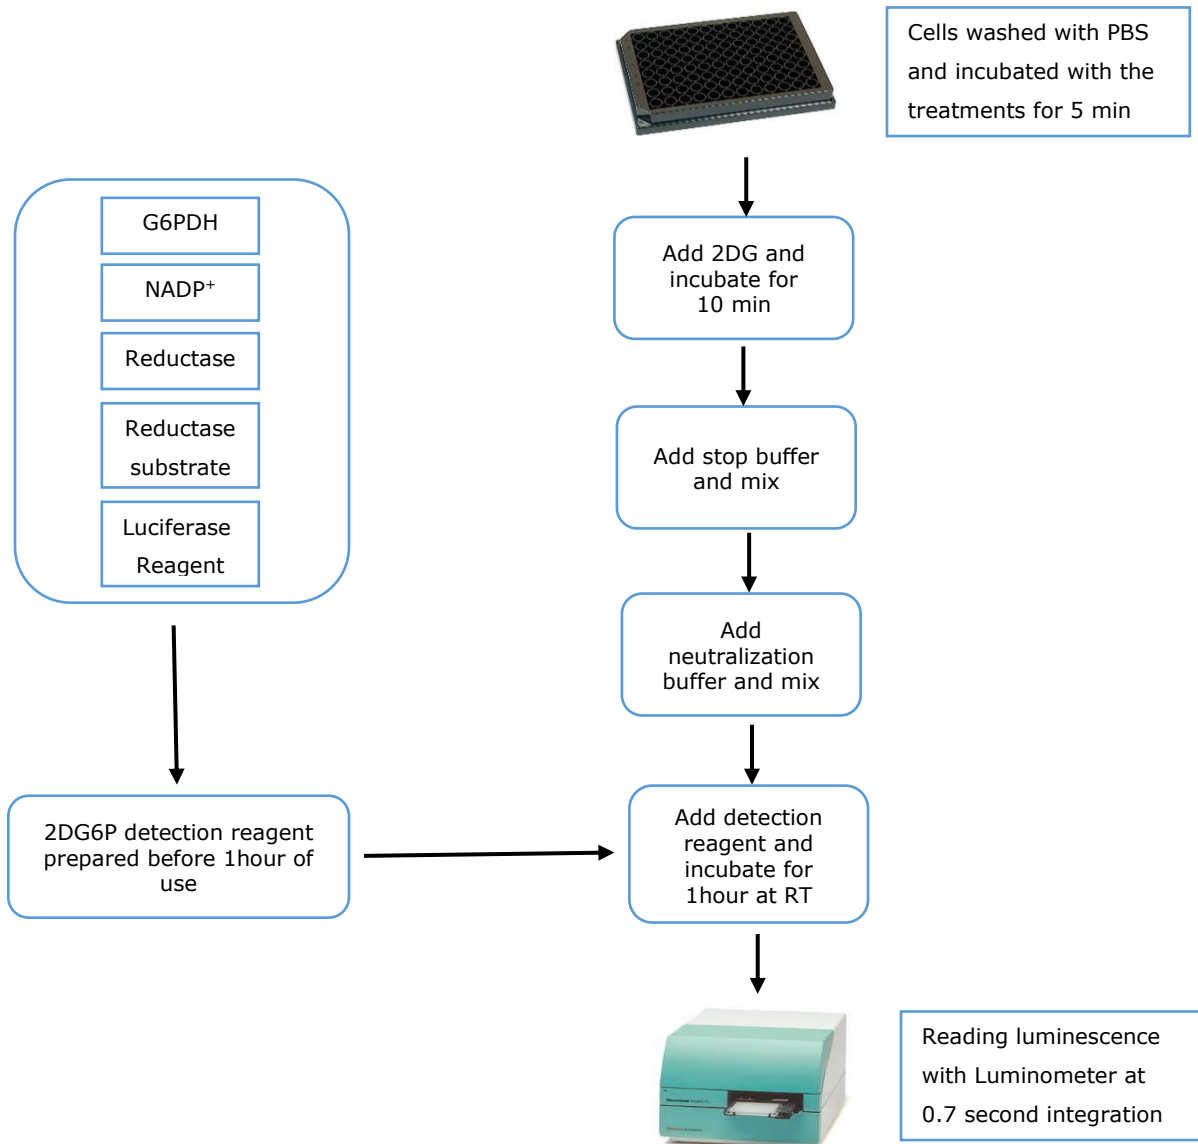 Cells washed with PBS
and incubated with the
treatments for 5 min
G6PDH
NADP⁺
Reductase
Reductase
substrate
Luciferase
Reagent
Add 2DG and
incubate for
10 min
Add stop buffer
and mix
Add
neutralization
buffer and mix
2DG6P detection reagent
prepared before 1hour of
use
Add detection
reagent and
incubate for
1hour at RT
Reading luminescence
with Luminometer at
0.7 second integration